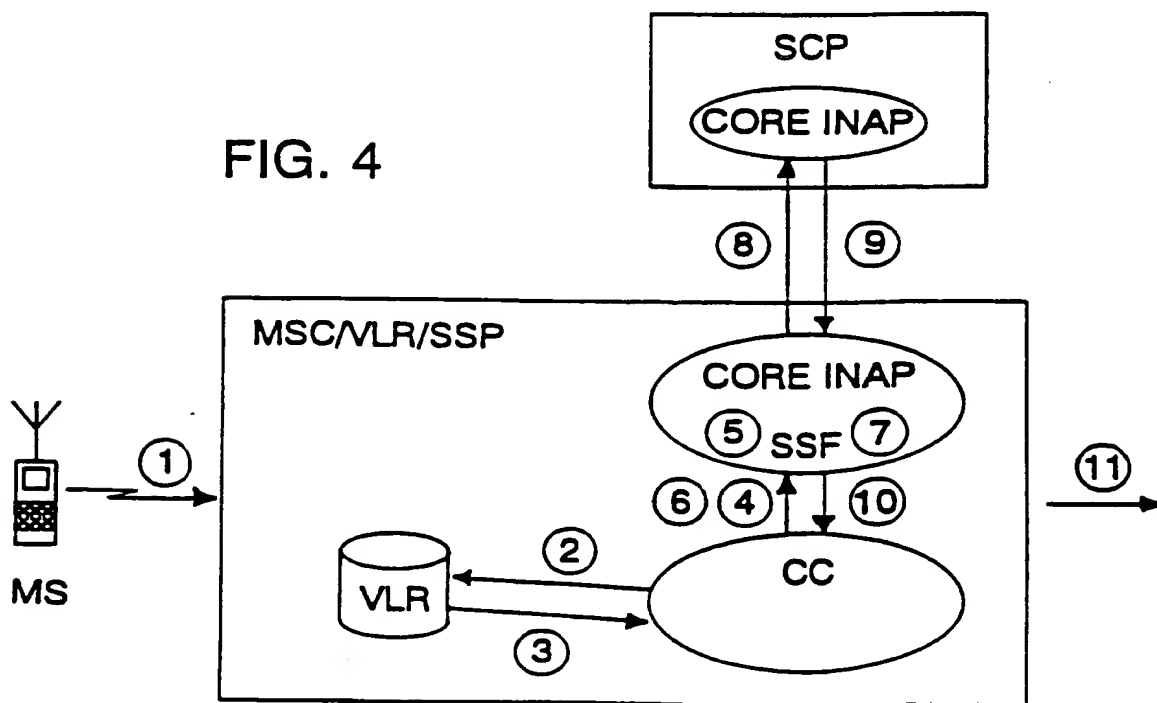 SCP
CORE INAP
FIG. 4
8
9
MSC/VLR/SSP
CORE INAP
5
SSF
7
1
11
6
4
10
2
CC
VLR
MS
3